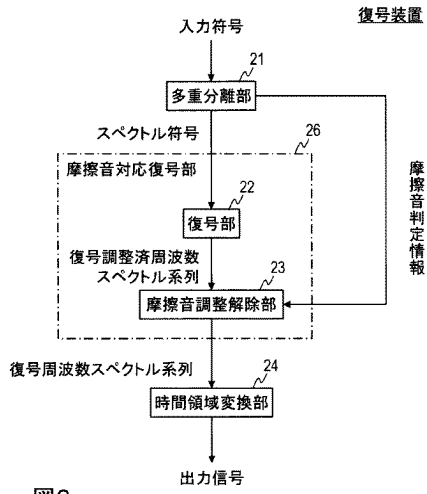 復号装置
入力符号
21
多重分離部
スペクトル符号
26
摩擦音対応復号部
22
復号部
摩擦音判定情報
復号調整済周波数
スペクトル系列
23
摩擦音調整解除部
復号周波数スペクトル系列
24
時間領域変換部
出力信号